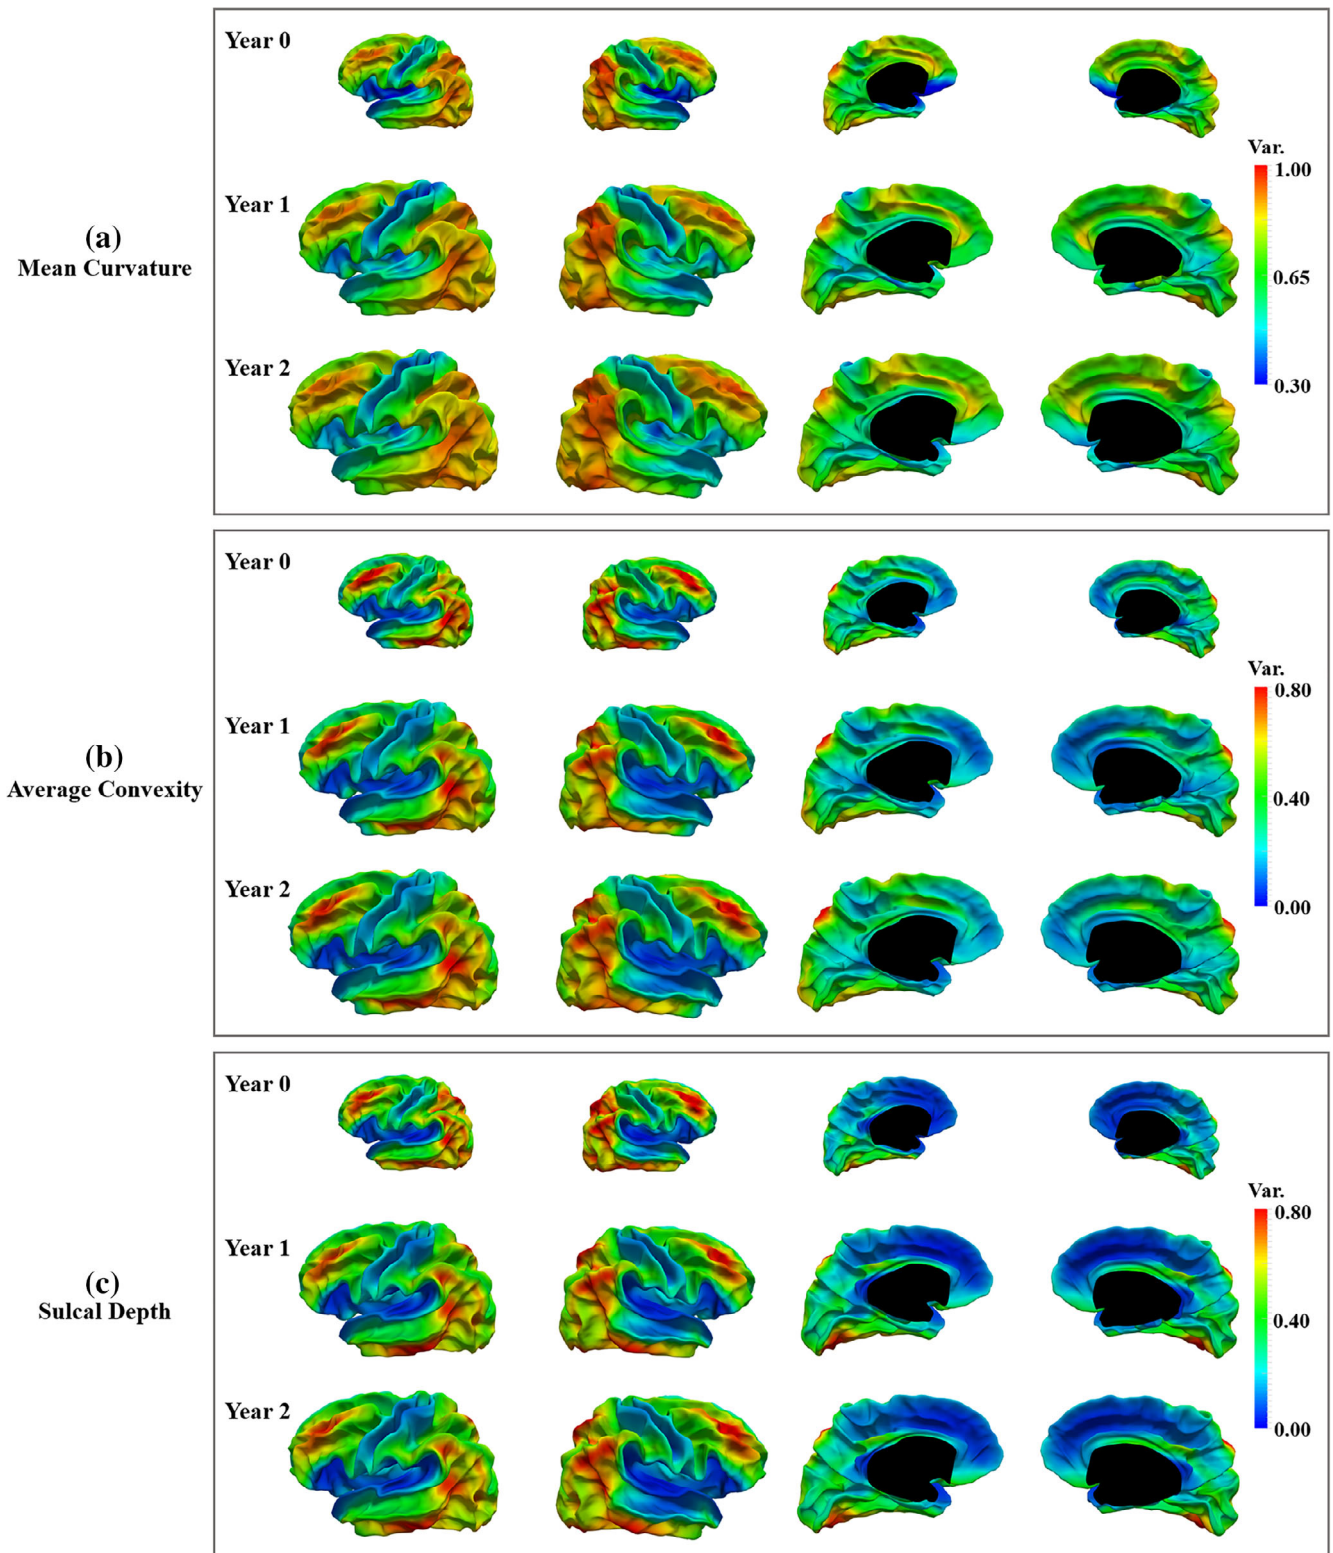 (a)
Mean Curvature
Year 0
Year 1
Year 2
Var.
1.00
0.65
0.30
(b)
Average Convexity
Year 0
Year 1
Year 2
Var.
0.80
0.40
0.00
(c)
Sulcal Depth
Year 0
Year 1
Year 2
Var.
0.80
0.40
0.00